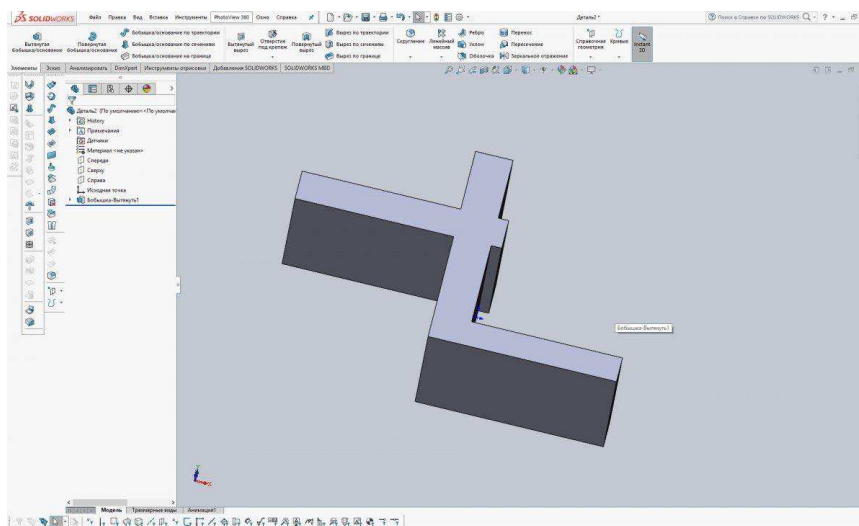 SOLIDWORKS Файл Правка Вид Вставка Инструменты PhotoView 360 Окно Справка Деталь2 * Поиск в Справке по SOLIDWORKS
Вытянутая бобышка/основание
Повернутая бобышка/основание
Бобышка/основание по траектории
Бобышка/основание по сечениям
Бобышка/основание на границе
Вытянутый вырез
Отверстие под крепеж
Повернутый вырез
Вырез по траектории
Вырез по сечениям
Вырез по границе
Скругление
Линейный массив
Ребро
Уклон
Оболочка
Перенос
Пересечение
Зеркальное отражение
Справочная геометрия
Кривые
Instant 3D
Элементы Эскиз Анализировать DimXpert Инструменты отрисовки Добавления SOLIDWORKS SOLIDWORKS MBD
Деталь2 (По умолчанию<<По умолчан
History
Примечания
Датчики
Материал <не указан>
Спереди
Сверху
Справа
Исходная точка
Бобышка-Вытянуть1
Бобышка-Вытянуть1
Модель Трехмерные виды Анимация1